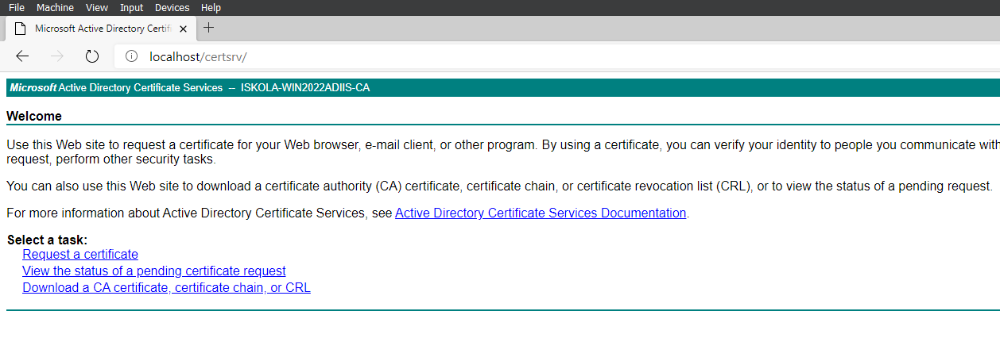 File Machine View Input Devices Help
Microsoft Active Directory Certifi
localhost/certsrv/
Microsoft Active Directory Certificate Services -- ISKOLA-WIN2022ADIIS-CA
Welcome
Use this Web site to request a certificate for your Web browser, e-mail client, or other program. By using a certificate, you can verify your identity to people you communicate with
request, perform other security tasks.
You can also use this Web site to download a certificate authority (CA) certificate, certificate chain, or certificate revocation list (CRL), or to view the status of a pending request.
For more information about Active Directory Certificate Services, see Active Directory Certificate Services Documentation.
Select a task:
Request a certificate
View the status of a pending certificate request
Download a CA certificate, certificate chain, or CRL